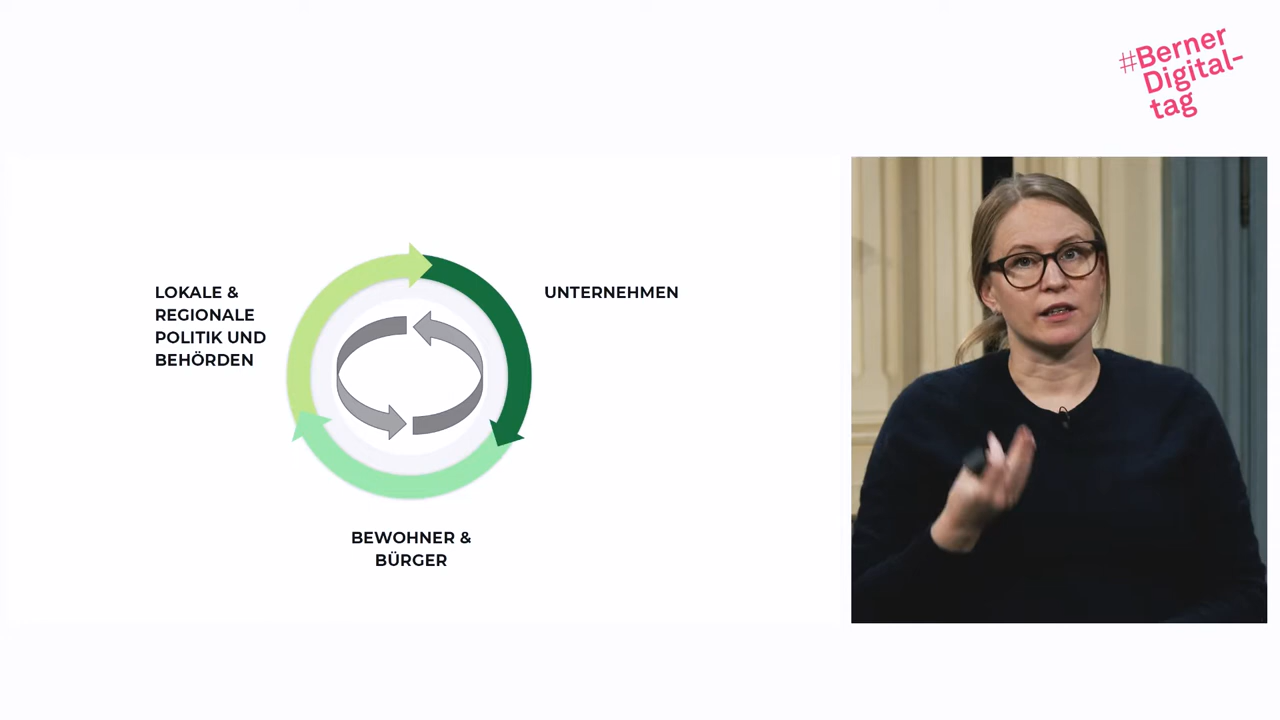 #Berner
Digital-
tag
LOKALE &
REGIONALE
POLITIK UND
BEHÖRDEN
UNTERNEHMEN
BEWOHNER &
BÜRGER